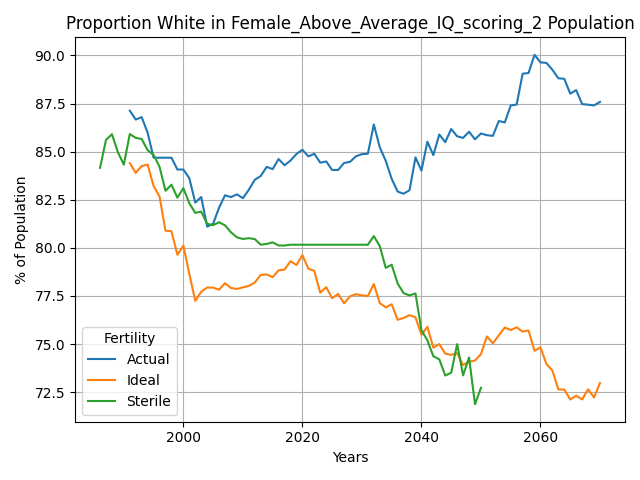 Proportion White in Female_Above_Average_IQ_scoring_2 Population
% of Population
90.0
87.5
85.0
82.5
80.0
77.5
75.0
72.5
Fertility
Actual
Ideal
Sterile
2000
2020
2040
2060
Years